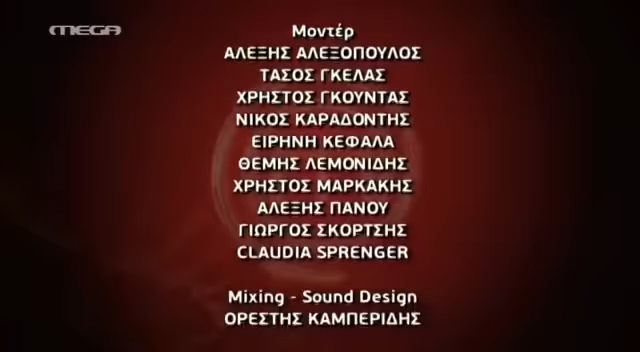 MEGA
Μοντέρ
ΑΛΕΞΗΣ ΑΛΕΞΟΠΟΥΛΟΣ
ΤΑΣΟΣ ΓΚΕΛΑΣ
ΧΡΗΣΤΟΣ ΓΚΟΥΝΤΑΣ
ΝΙΚΟΣ ΚΑΡΑΔΟΝΤΗΣ
ΕΙΡΗΝΗ ΚΕΦΑΛΑ
ΘΕΜΗΣ ΛΕΜΟΝΙΔΗΣ
ΧΡΗΣΤΟΣ ΜΑΡΚΑΚΗΣ
ΑΛΕΞΗΣ ΠΑΝΟΥ
ΓΙΩΡΓΟΣ ΣΚΟΡΤΣΗΣ
CLAUDIA SPRENGER
Mixing - Sound Design
ΟΡΕΣΤΗΣ ΚΑΜΠΕΡΙΔΗΣ